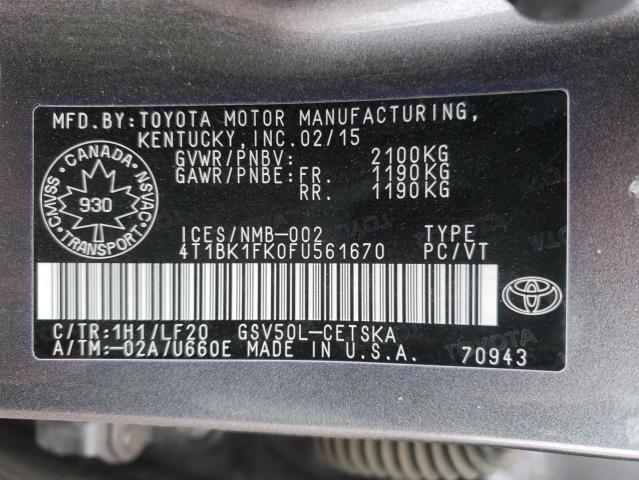 MFD.BY:TOYOTA MOTOR MANUFACTURING,
KENTUCKY,INC.02/15
GVWR/PNBV: 2100KG
GAWR/PNBE:FR. 1190KG
RR. 1190KG
CANADA
NSVAC
930
CNVSS
TRANSPORT
ICES/NMB-002 TYPE
4T1BK1FK0FU561670 PC/VT
C/TR:1H1/LF20 GSV50L-CETSKA
A/TM:-02A/U660E MADE IN U.S.A. 70943
TOYOTA